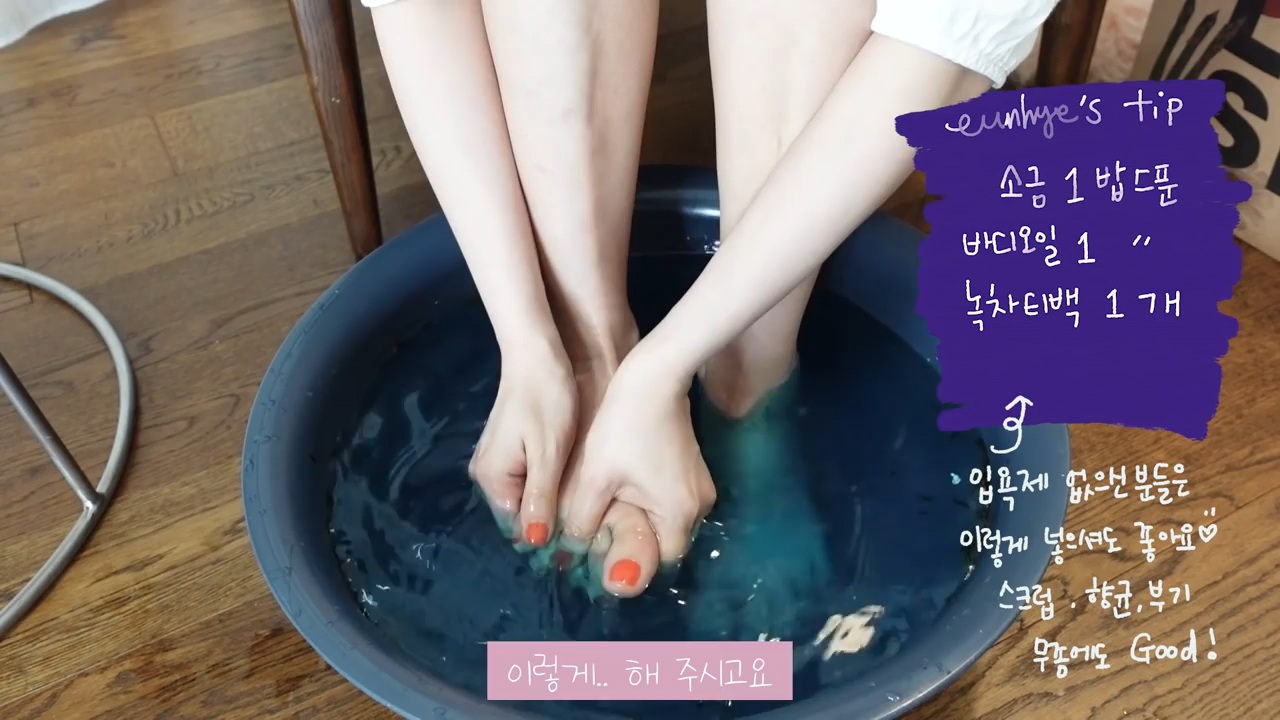 eunhye's tip
소금 1 밥드푼
바디오일 1 〃
녹차티백 1개
입욕제 없으신분들은
이렇게 넣으셔도 좋아요♡
스크럽 . 향균, 부기
무좀에도 Good!
이렇게.. 해 주시고요